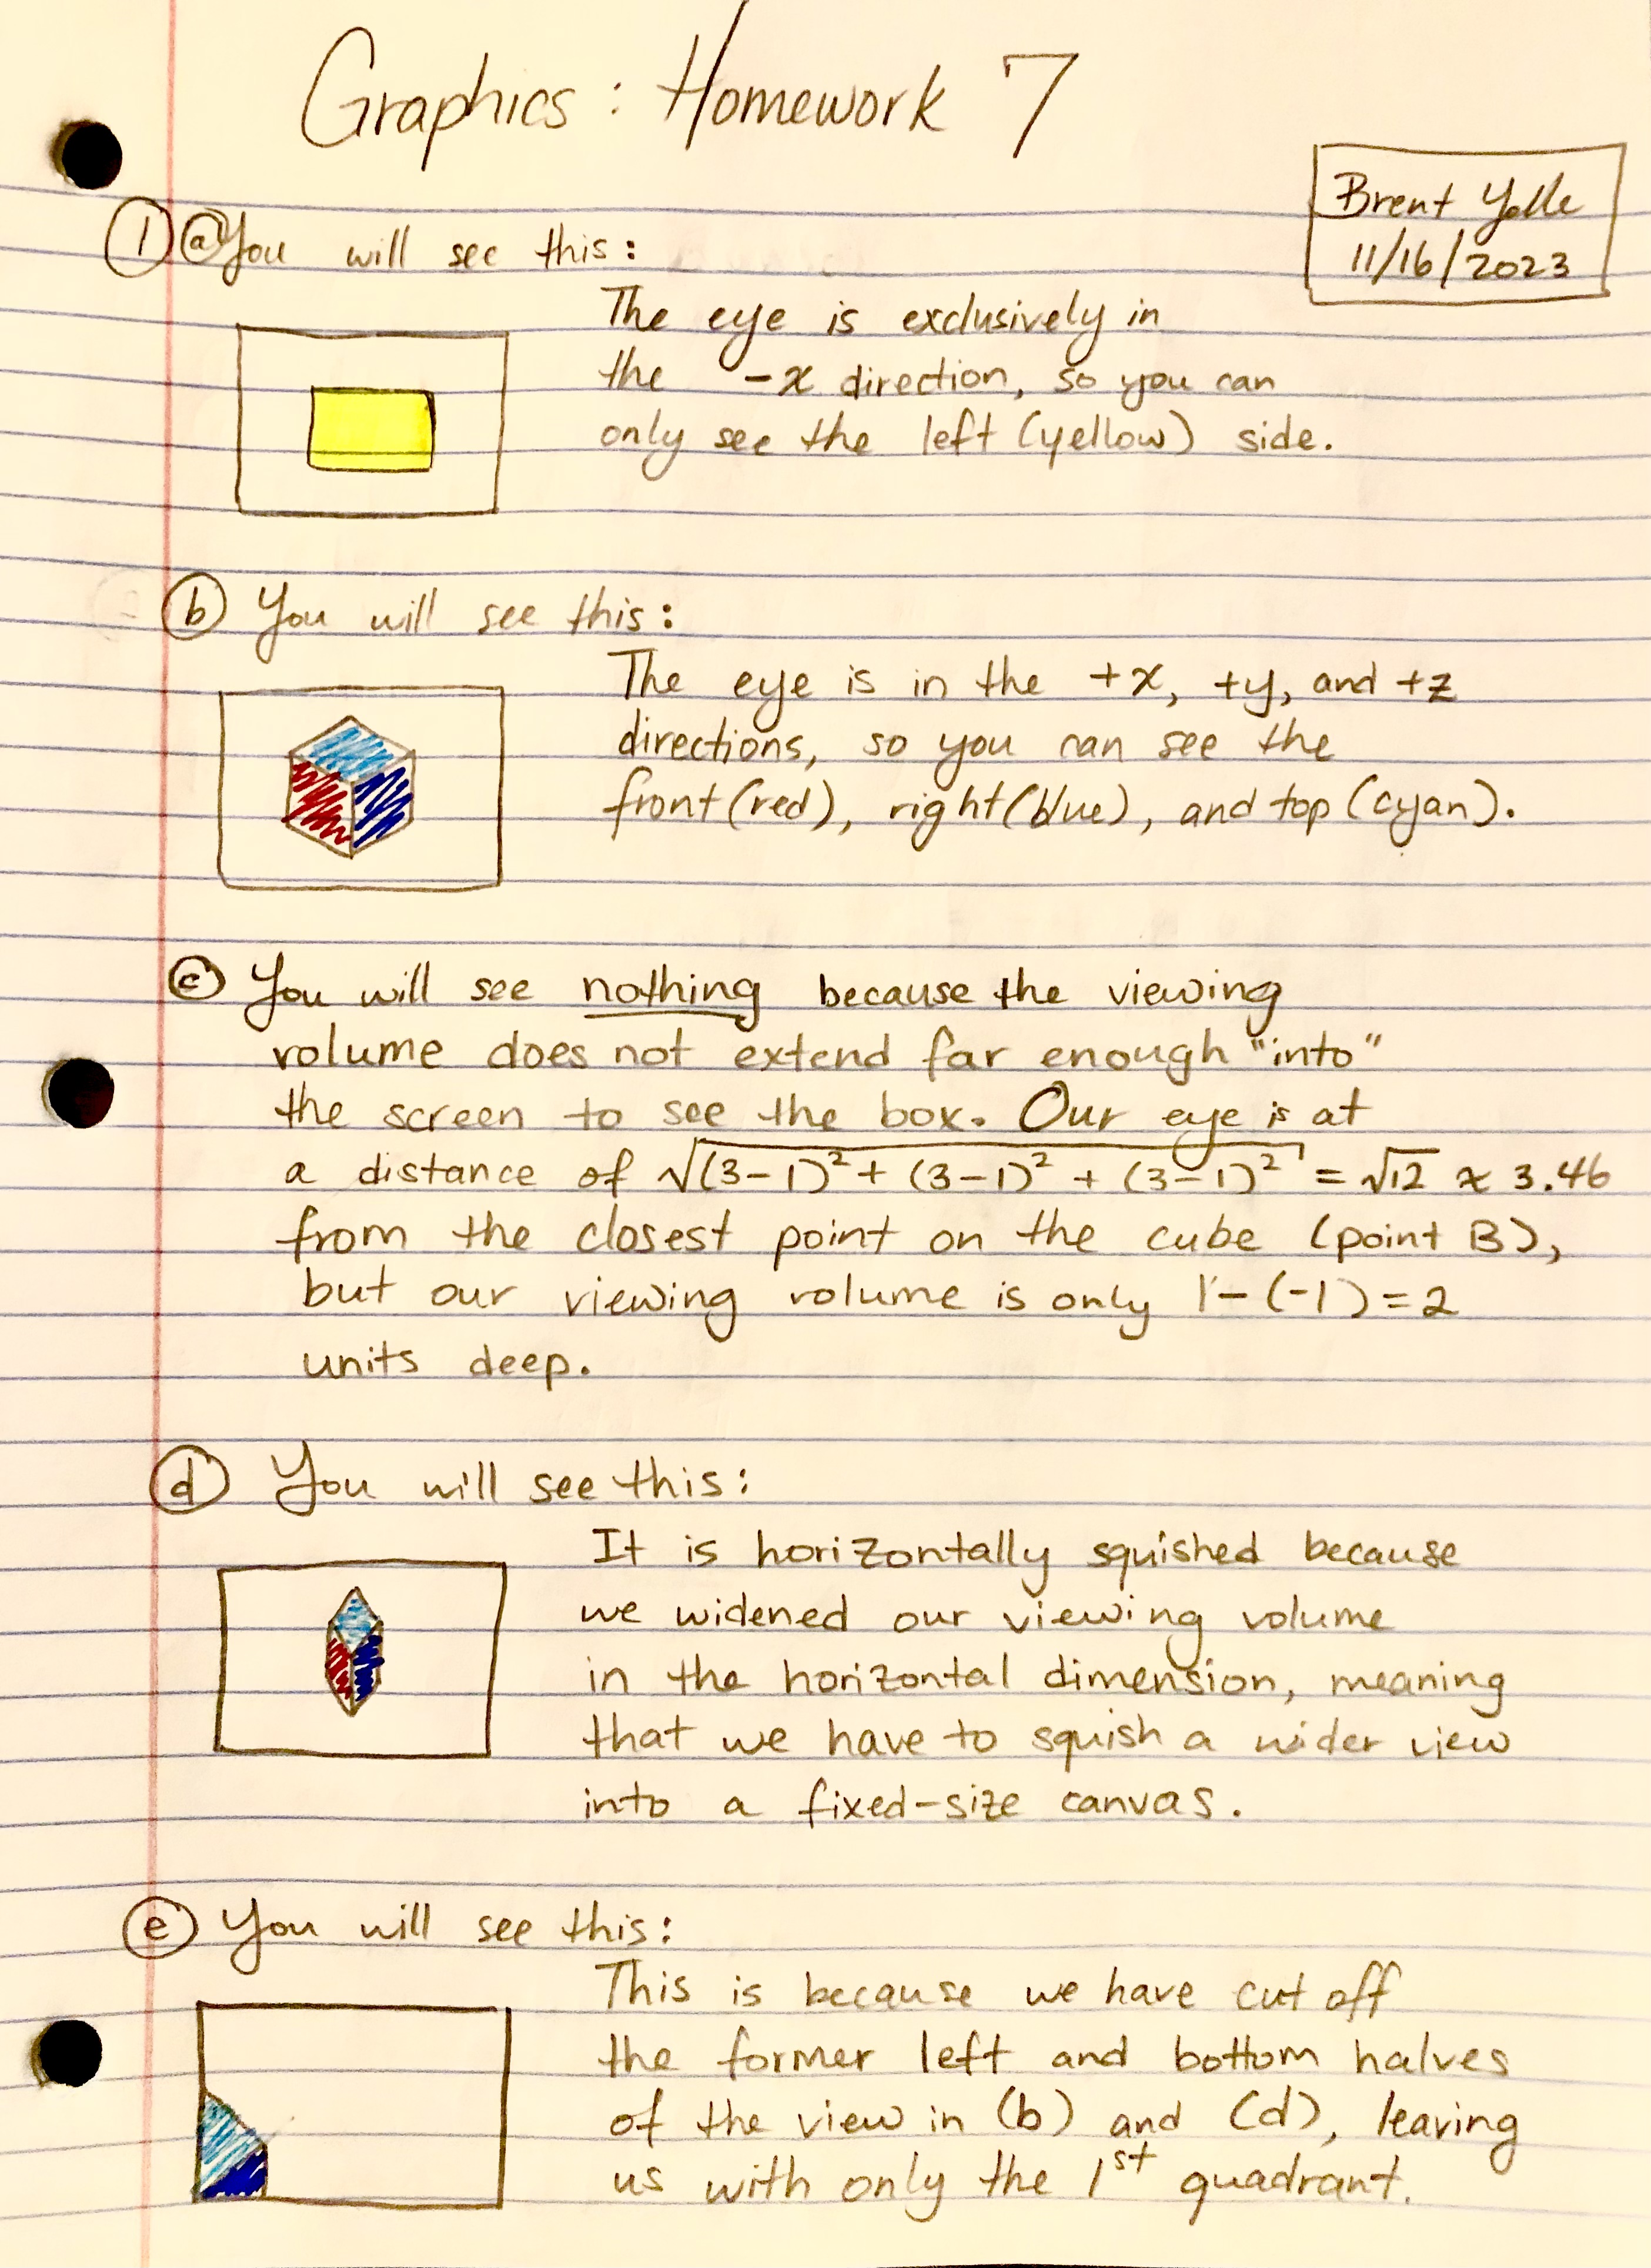 Graphics: Homework 7
Brent Yelle
11/16/2023
1 a You will see this:
The eye is exclusively in
the -x direction, so you can
only see the left (yellow) side.
b You will see this:
The eye is in the +x, +y, and +z
directions, so you can see the
front (red), right (blue), and top (cyan).
c You will see nothing because the viewing
volume does not extend far enough "into"
the screen to see the box. Our eye is at
a distance of √(3-1)² + (3-1)² + (3-1)² = √12 ≈ 3.46
from the closest point on the cube (point B),
but our viewing volume is only 1-(-1)=2
units deep.
d You will see this:
It is horizontally squished because
we widened our viewing volume
in the horizontal dimension, meaning
that we have to squish a wider view
into a fixed-size canvas.
e You will see this:
This is because we have cut off
the former left and bottom halves
of the view in (b) and (d), leaving
us with only the 1st quadrant.